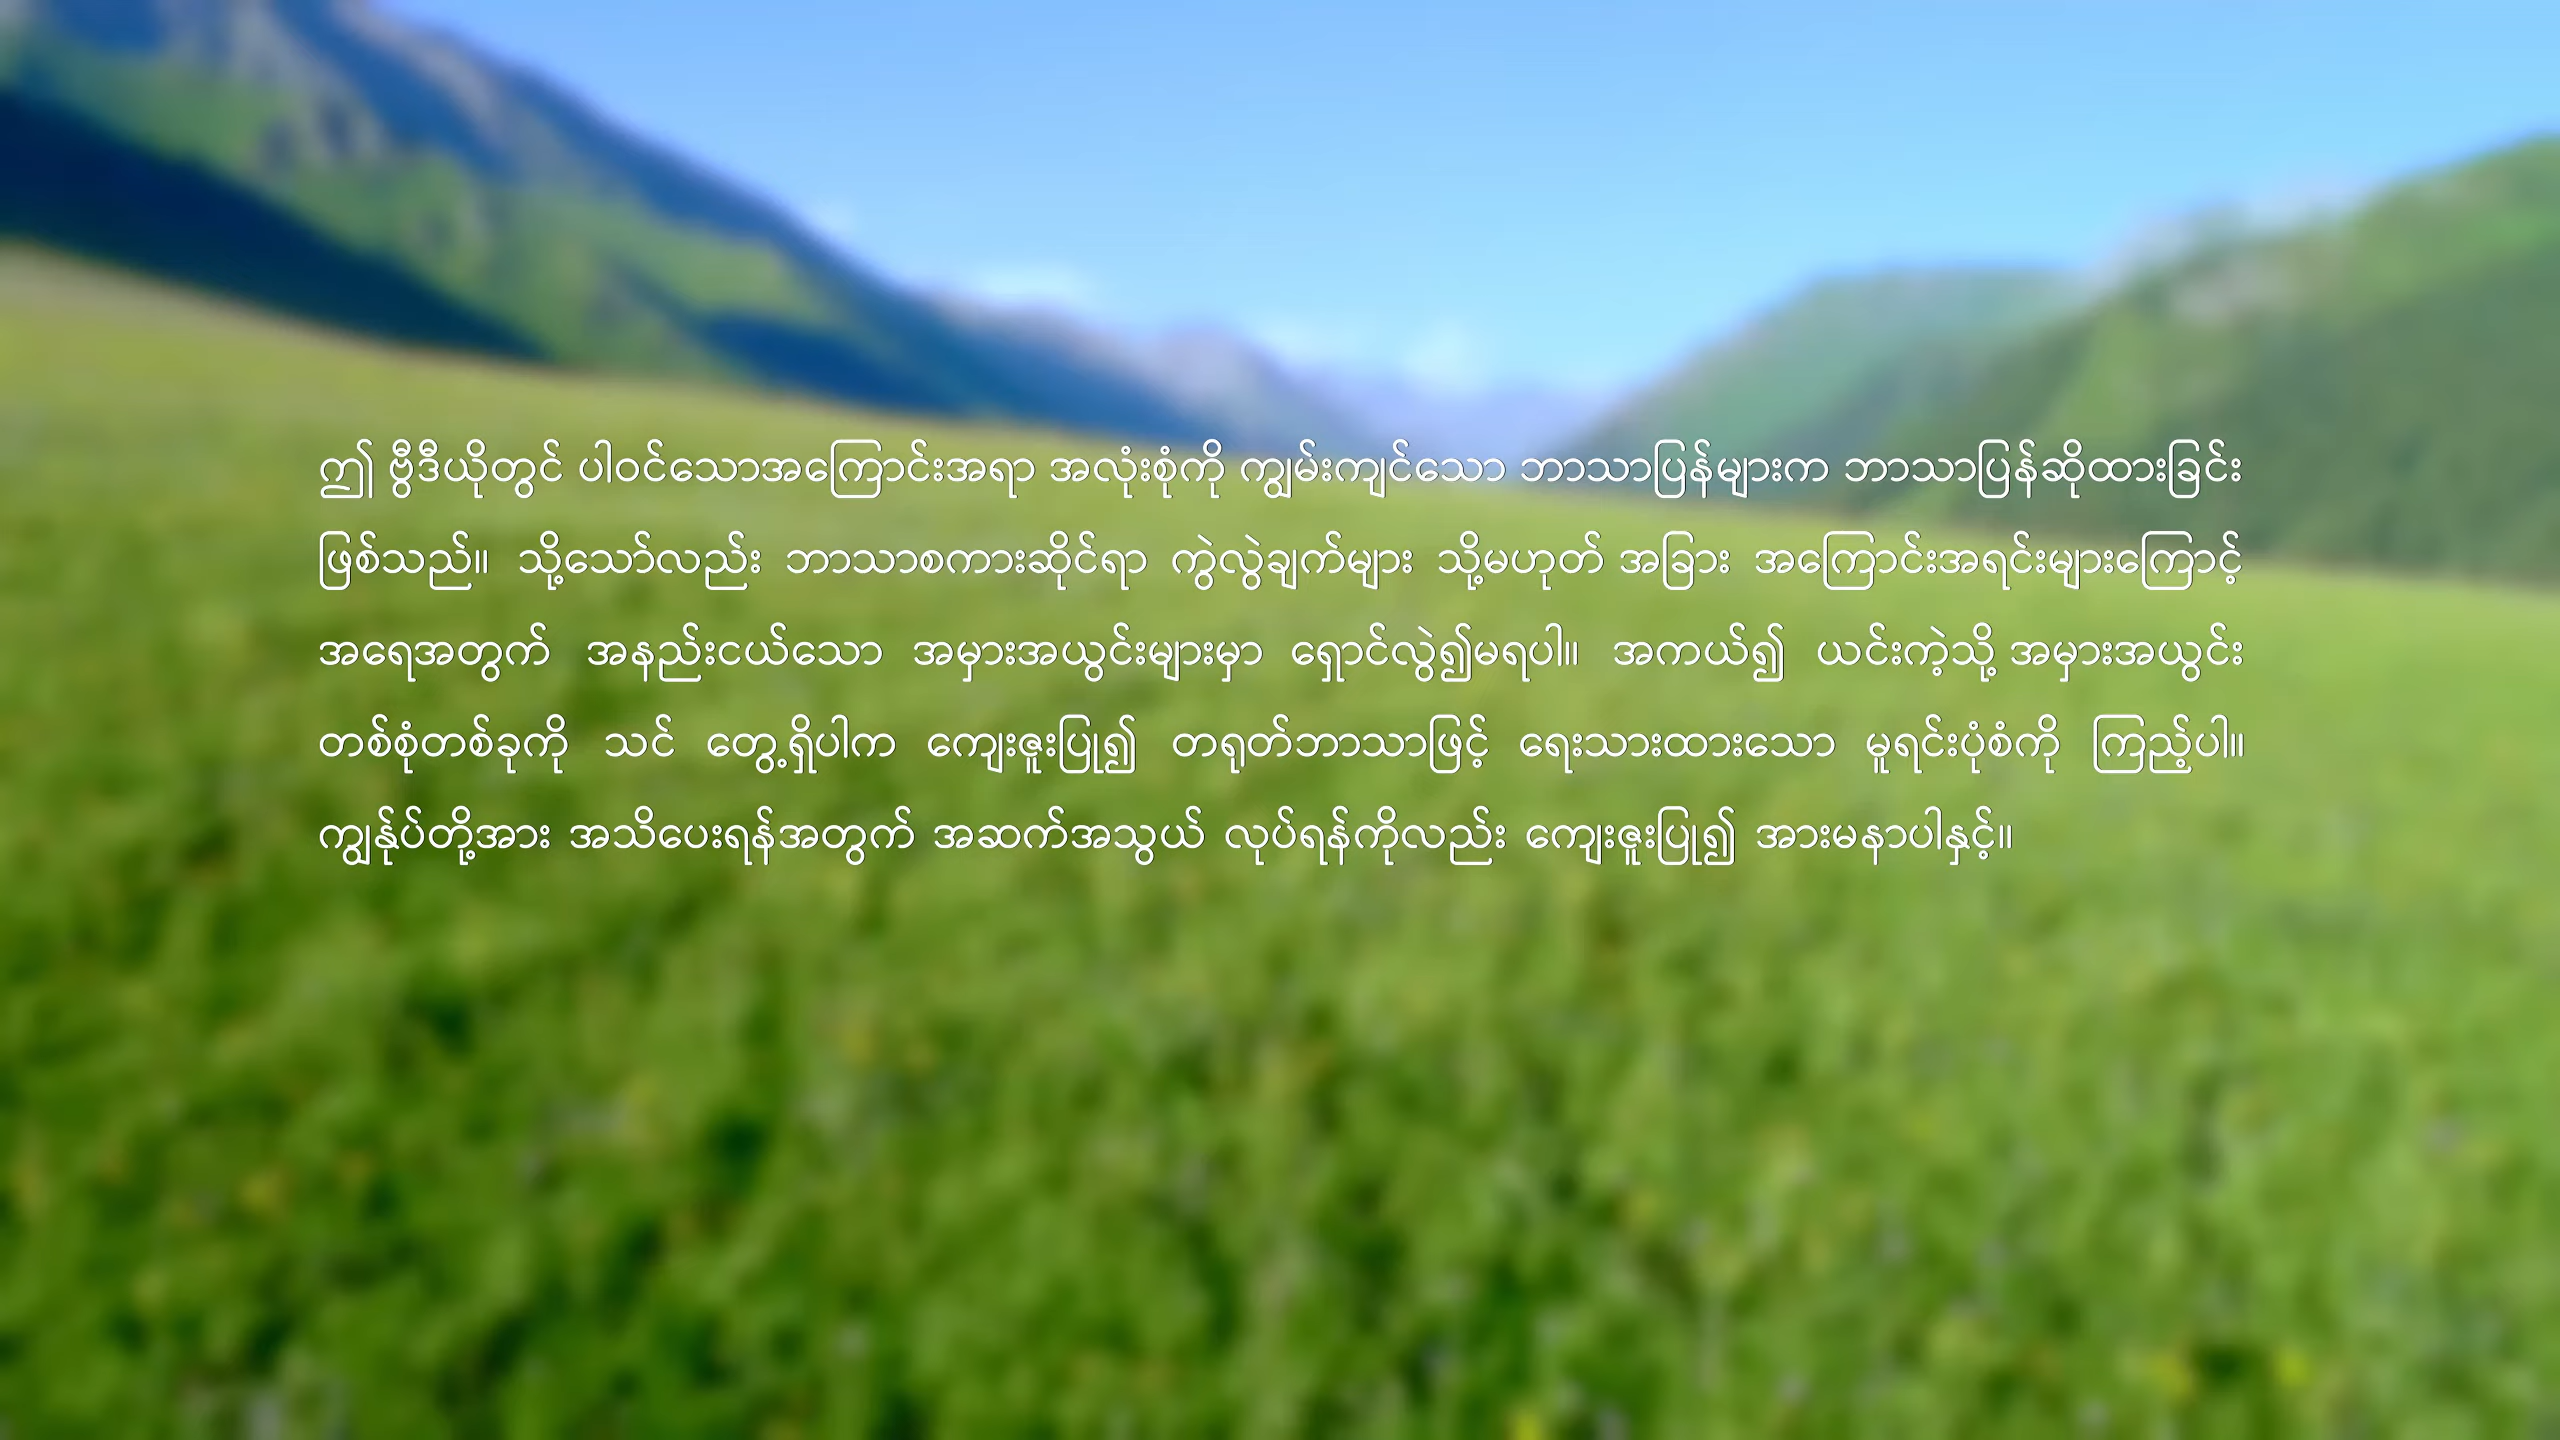 ဤ ဗွီဒီယိုတွင် ပါဝင်သောအကြောင်းအရာ အလုံးစုံကို ကျွမ်းကျင်သော ဘာသာပြန်များက ဘာသာပြန်ဆိုထားခြင်း
ဖြစ်သည်။ သို့သော်လည်း ဘာသာစကားဆိုင်ရာ ကွဲလွဲချက်များ သို့မဟုတ် အခြား အကြောင်းအရင်းများကြောင့်
အရေအတွက် အနည်းငယ်သော အမှားအယွင်းများမှာ ရှောင်လွဲ၍မရပါ။ အကယ်၍ ယင်းကဲ့သို့ အမှားအယွင်း
တစ်စုံတစ်ခုကို သင် တွေ့ရှိပါက ကျေးဇူးပြု၍ တရုတ်ဘာသာဖြင့် ရေးသားထားသော မူရင်းပုံစံကို ကြည့်ပါ။
ကျွန်ုပ်တို့အား အသိပေးရန်အတွက် အဆက်အသွယ် လုပ်ရန်ကိုလည်း ကျေးဇူးပြု၍ အားမနာပါနှင့်။